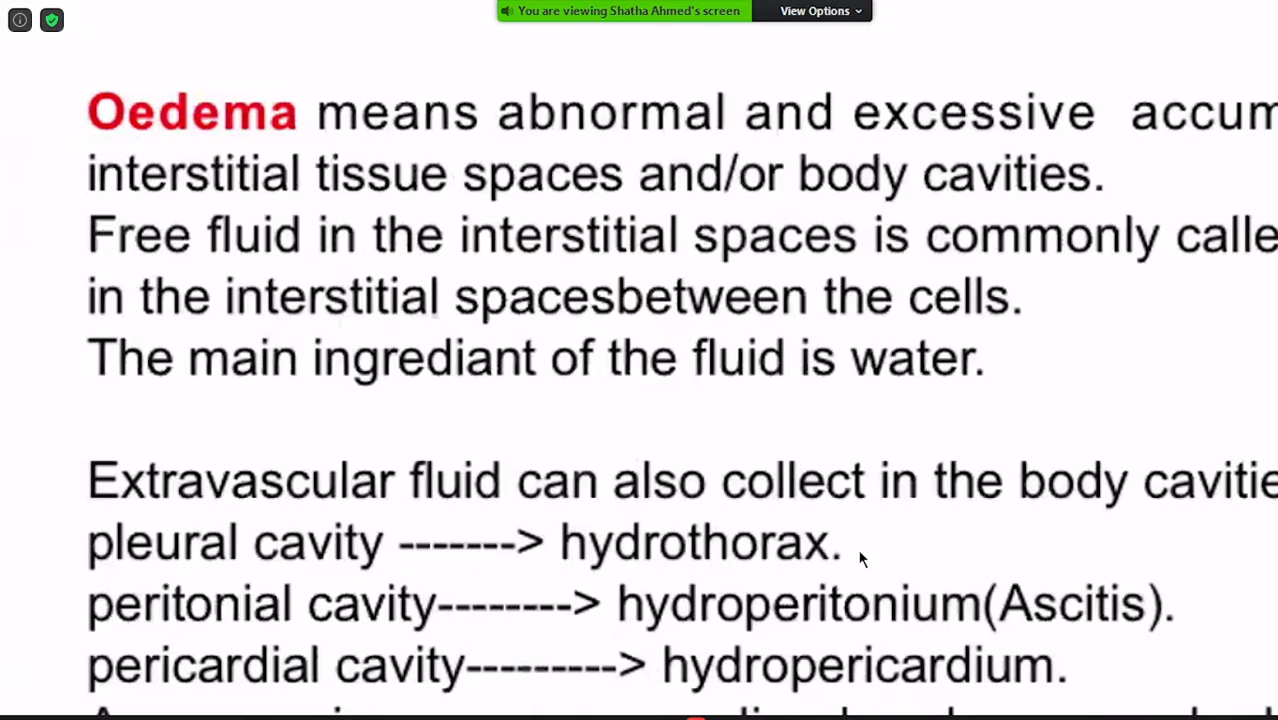 You are viewing Shatha Ahmed's screen View Options
Oedema means abnormal and excessive
interstitial tissue spaces and/or body cavities.
Free fluid in the interstitial spaces is commonly
in the interstitial spacesbetween the cells.
The main ingrediant of the fluid is water.
Extravascular fluid can also collect in the body
pleural cavity -------> hydrothorax.
peritonial cavity--------> hydroperitonium(Ascitis).
pericardial cavity---------> hydropericardium.